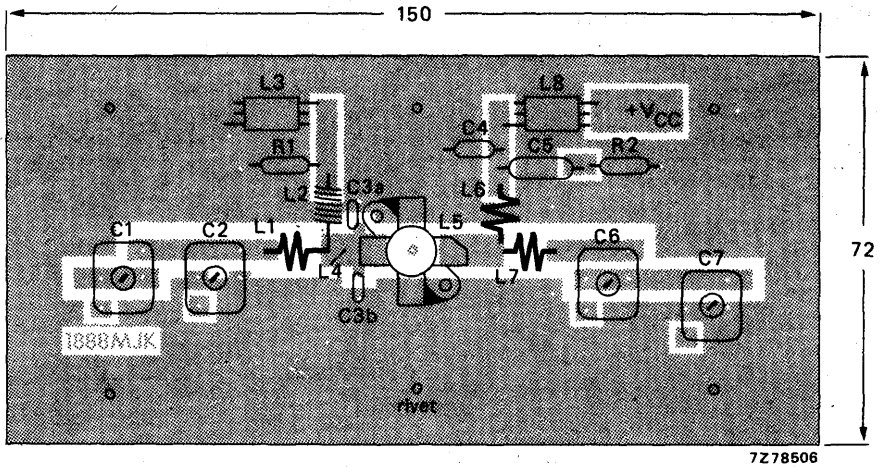 150
L3
L8
+VCC
C4
R1
C5
R2
L2
C3a
L6
C1
C2
L1
L5
C6
72
L4
L7
C7
C3b
1888MJK
rivet
7Z78506